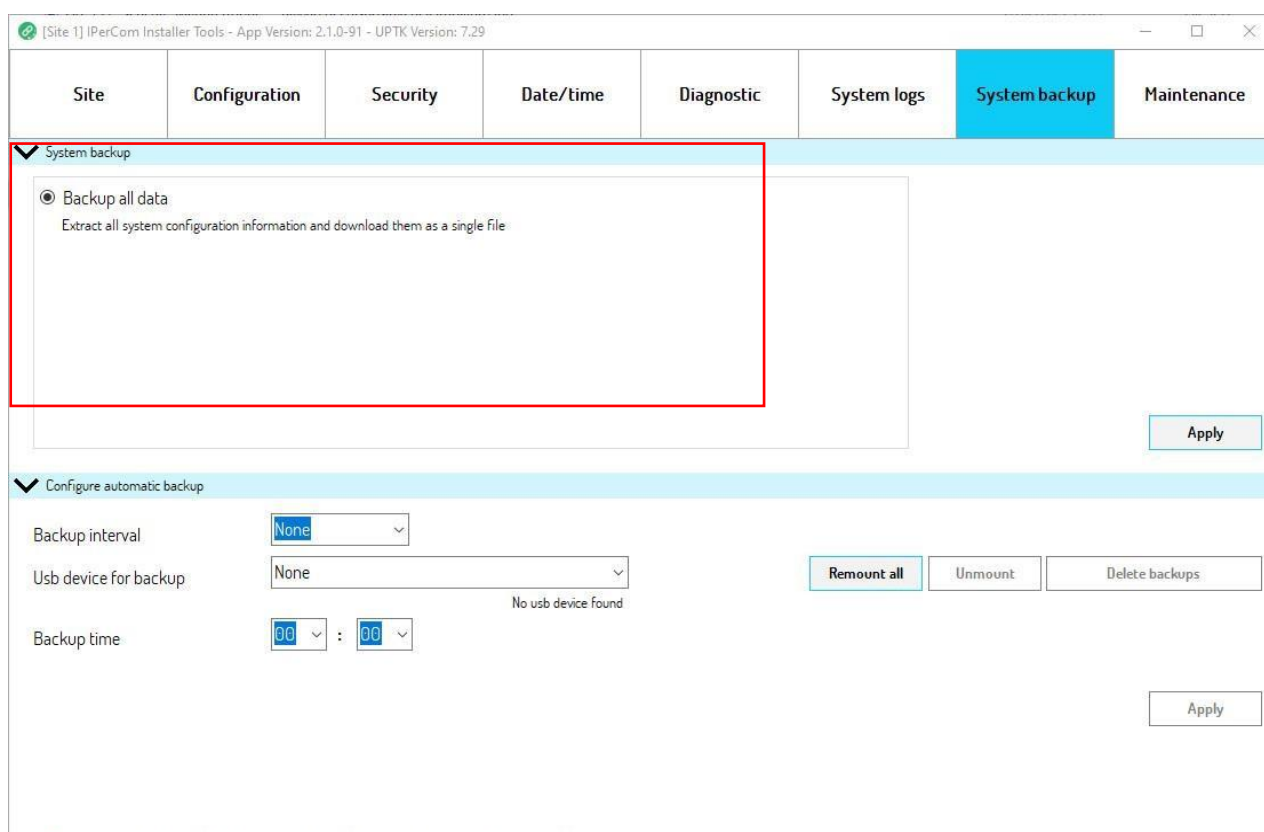 [Site 1] IPerCom Installer Tools - App Version: 2.1.0-91 - UPTK Version: 7.29
Site Configuration Security Date/time Diagnostic System logs System backup Maintenance
System backup
Backup all data
Extract all system configuration information and download them as a single file
Apply
Configure automatic backup
Backup interval None
Usb device for backup None Remount all Unmount Delete backups
No usb device found
Backup time 00 : 00
Apply